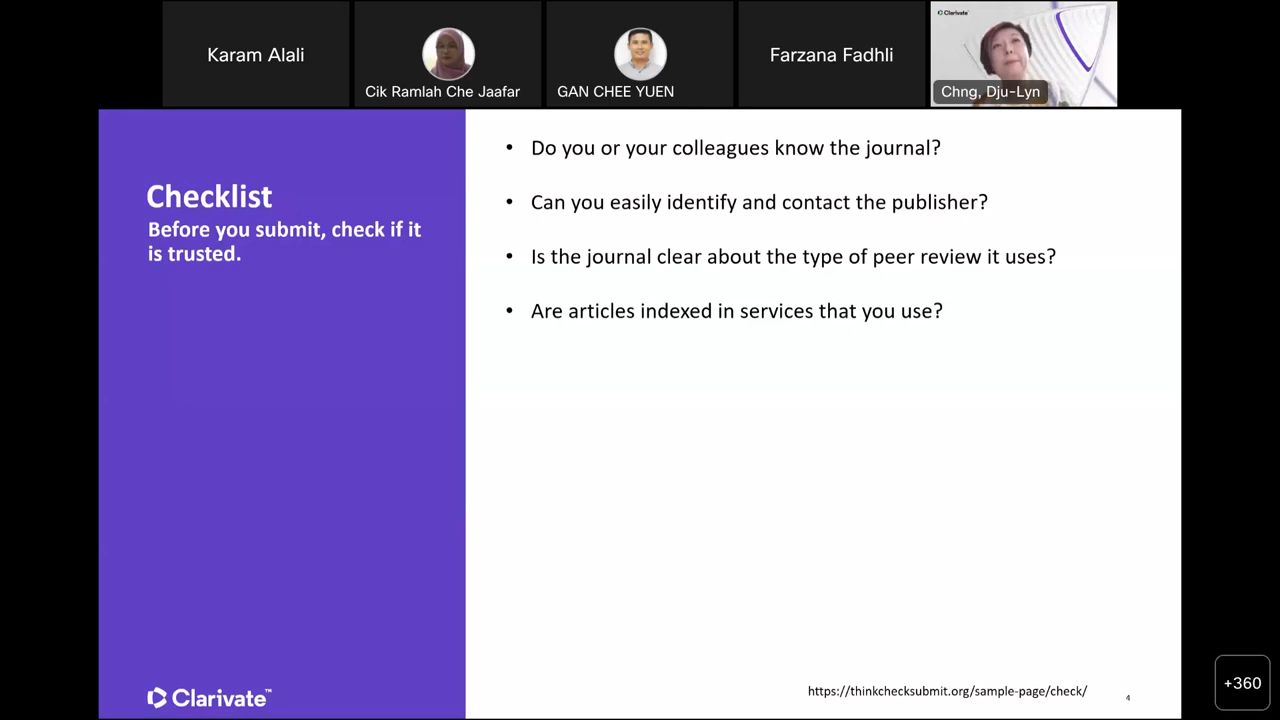 Karam Alali
Cik Ramlah Che Jaafar
GAN CHEE YUEN
Farzana Fadhli
Clarivate
Chng, Dju-Lyn
Checklist
Before you submit, check if it
is trusted.
• Do you or your colleagues know the journal?
• Can you easily identify and contact the publisher?
• Is the journal clear about the type of peer review it uses?
• Are articles indexed in services that you use?
Clarivate™
https://thinkchecksubmit.org/sample-page/check/
4
+360